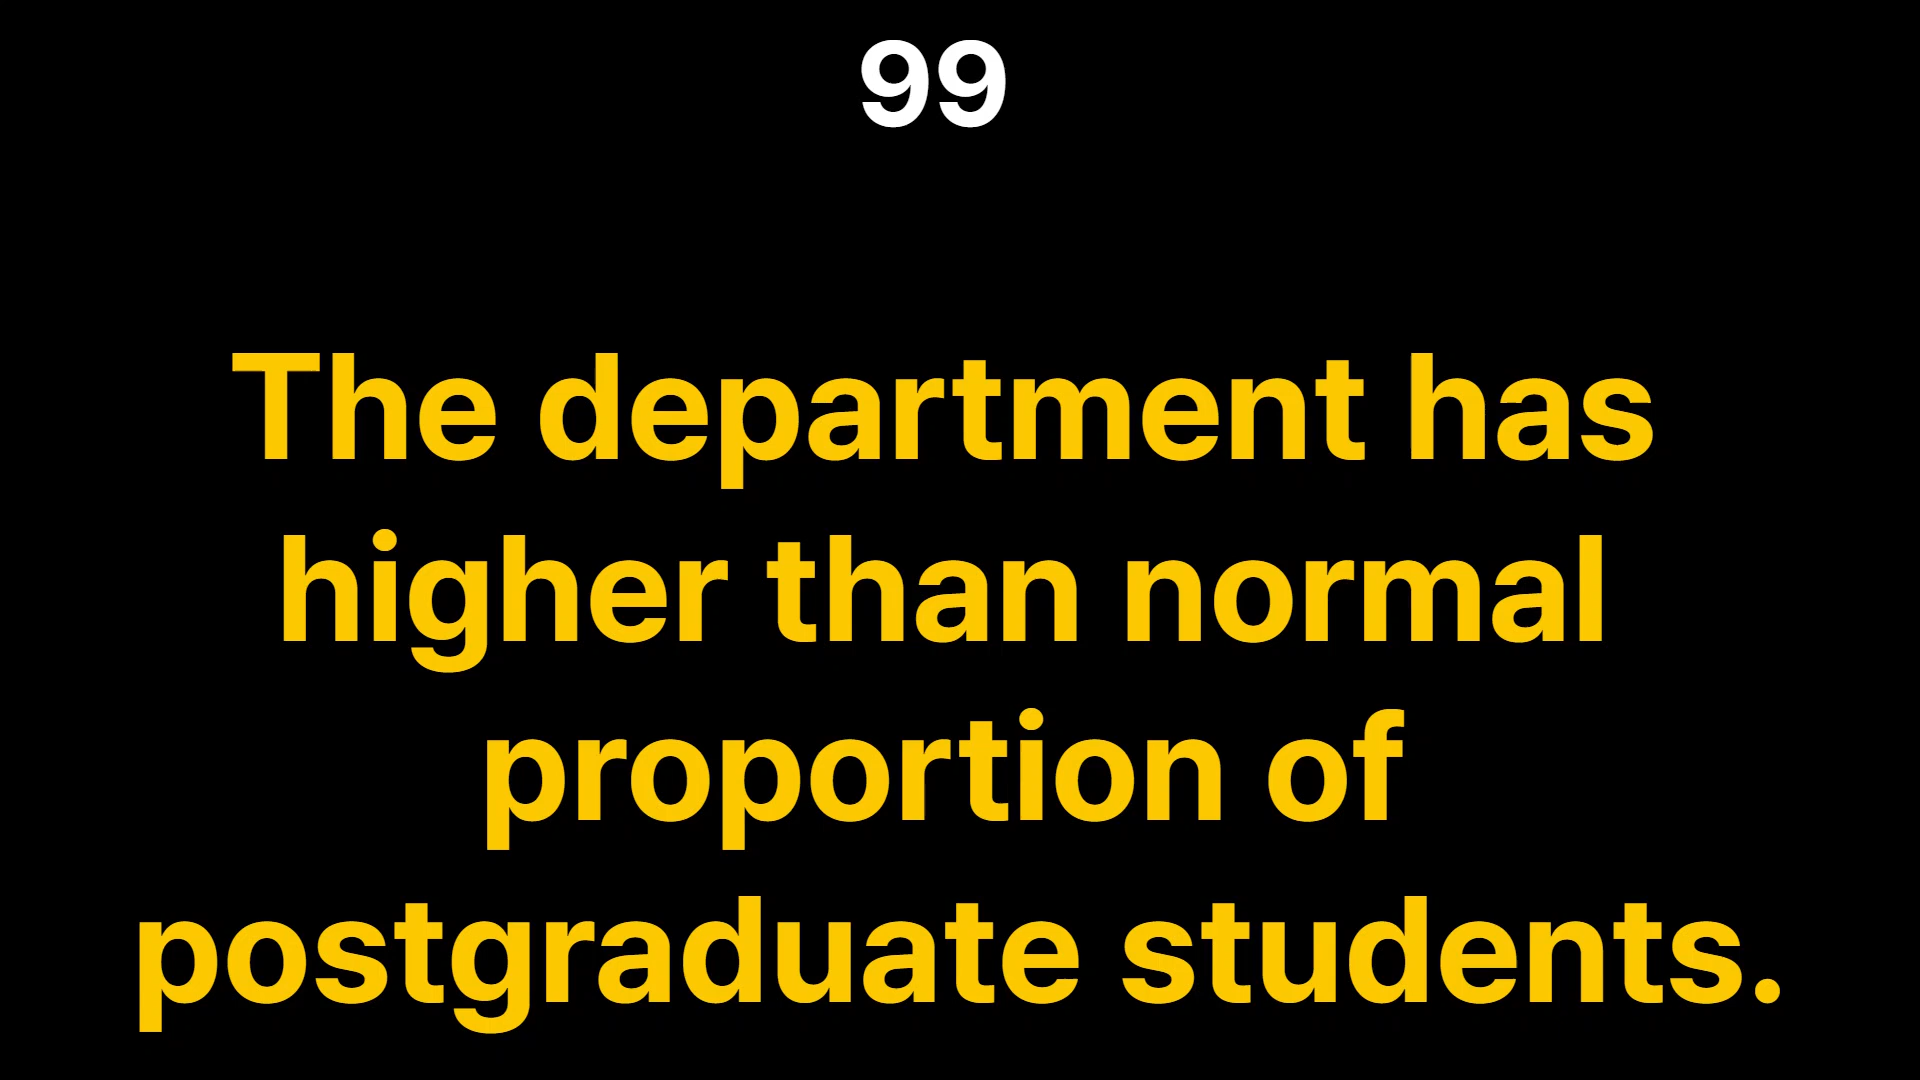 99
The department has
higher than normal
proportion of
postgraduate students.